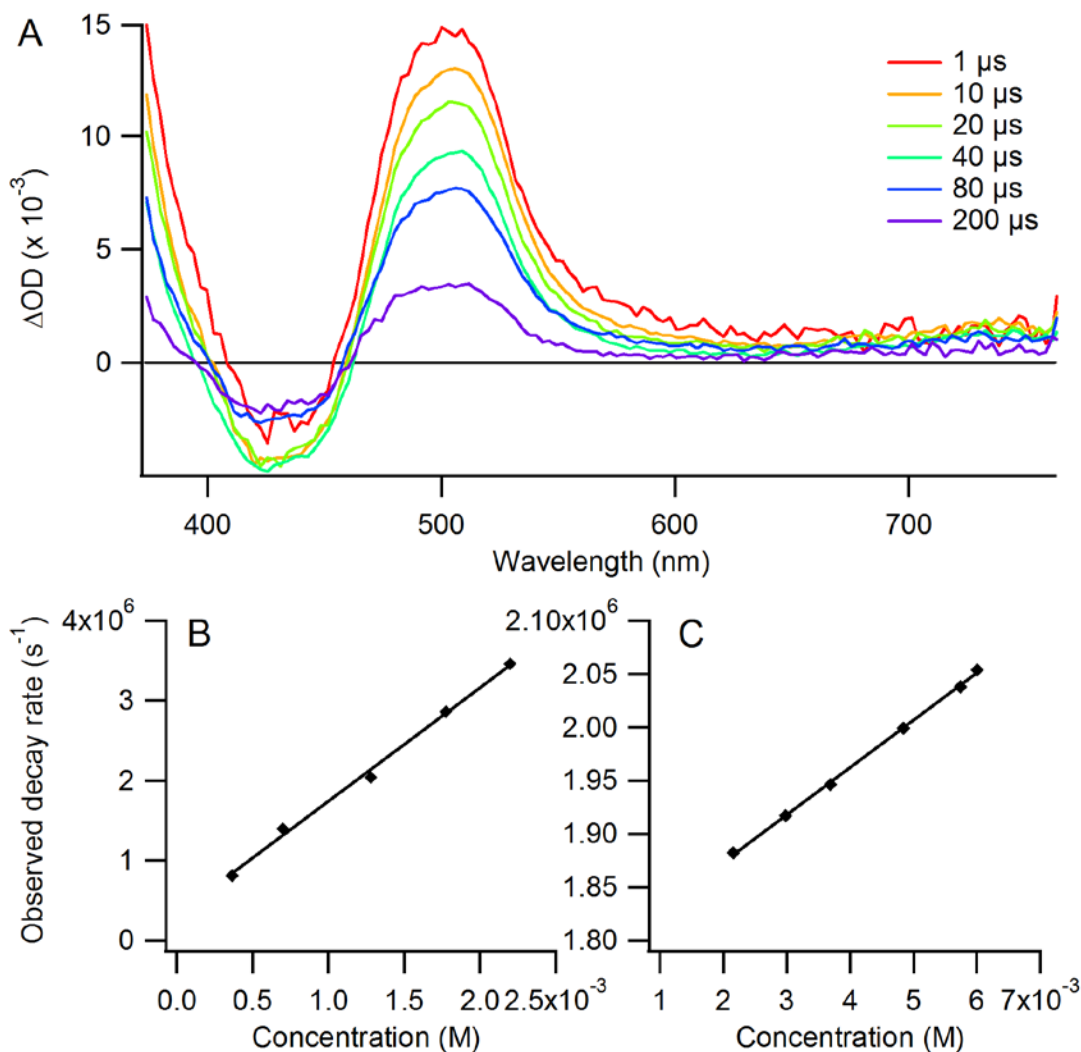 A
15
10
5
0
ΔOD (x 10⁻³)
1 µs
10 µs
20 µs
40 µs
80 µs
200 µs
400
500
600
700
Wavelength (nm)
B
4x10⁶
3
2
1
0
Observed decay rate (s⁻¹)
0.0
0.5
1.0
1.5
2.0
2.5x10⁻³
Concentration (M)
C
2.10x10⁶
2.05
2.00
1.95
1.90
1.85
1.80
1
2
3
4
5
6
7x10⁻³
Concentration (M)